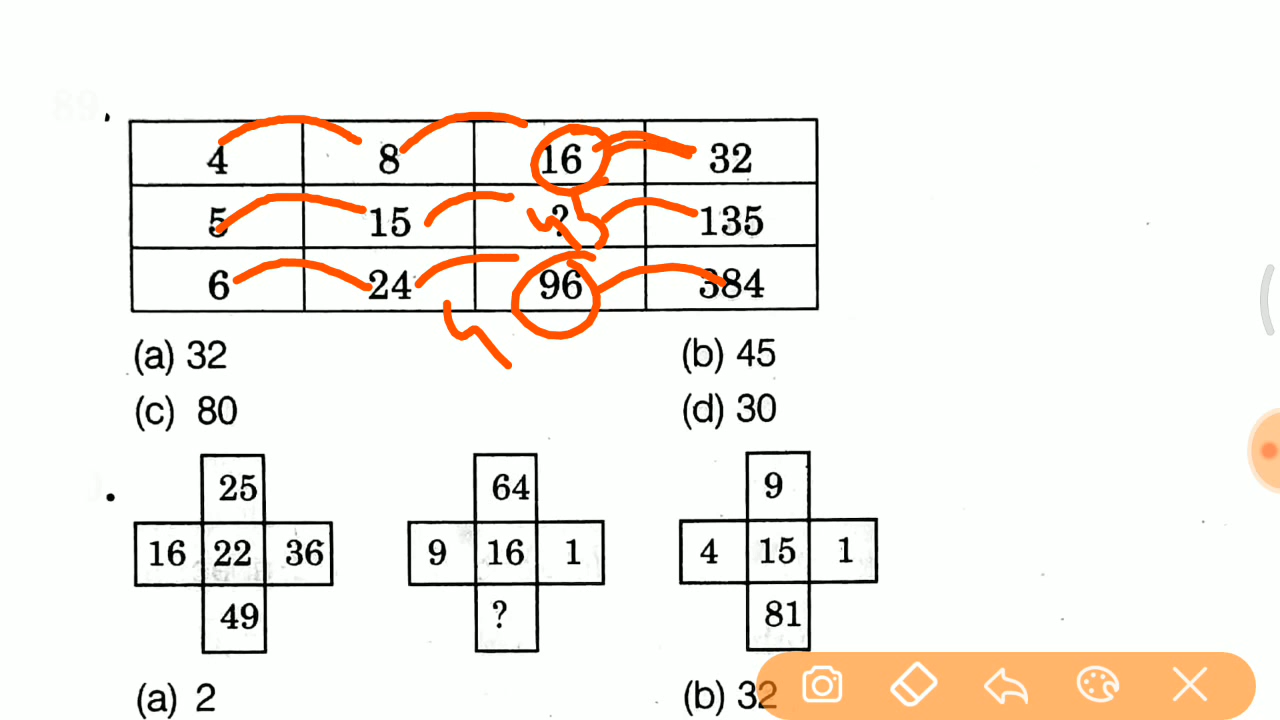 4 8 16 32
5 15 ? 135
6 24 96 384
(a) 32 (b) 45
(c) 80 (d) 30
25 64 9
16 22 36 9 16 1 4 15 1
49 ? 81
(a) 2 (b) 32